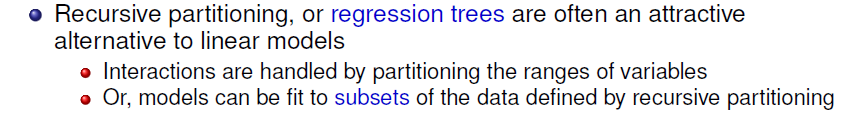 Recursive partitioning, or regression trees are often an attractive
alternative to linear models
Interactions are handled by partitioning the ranges of variables
Or, models can be fit to subsets of the data defined by recursive partitioning